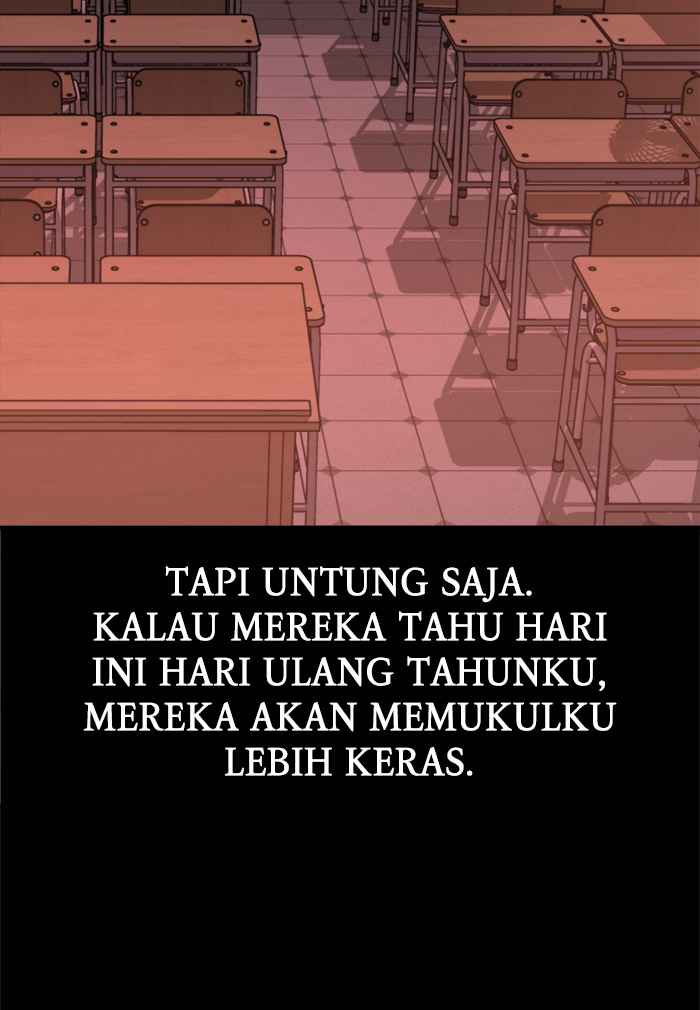 TAPI UNTUNG SAJA.
KALAU MEREKA TAHU HARI
INI HARI ULANG TAHUNKU,
MEREKA AKAN MEMUKULKU
LEBIH KERAS.